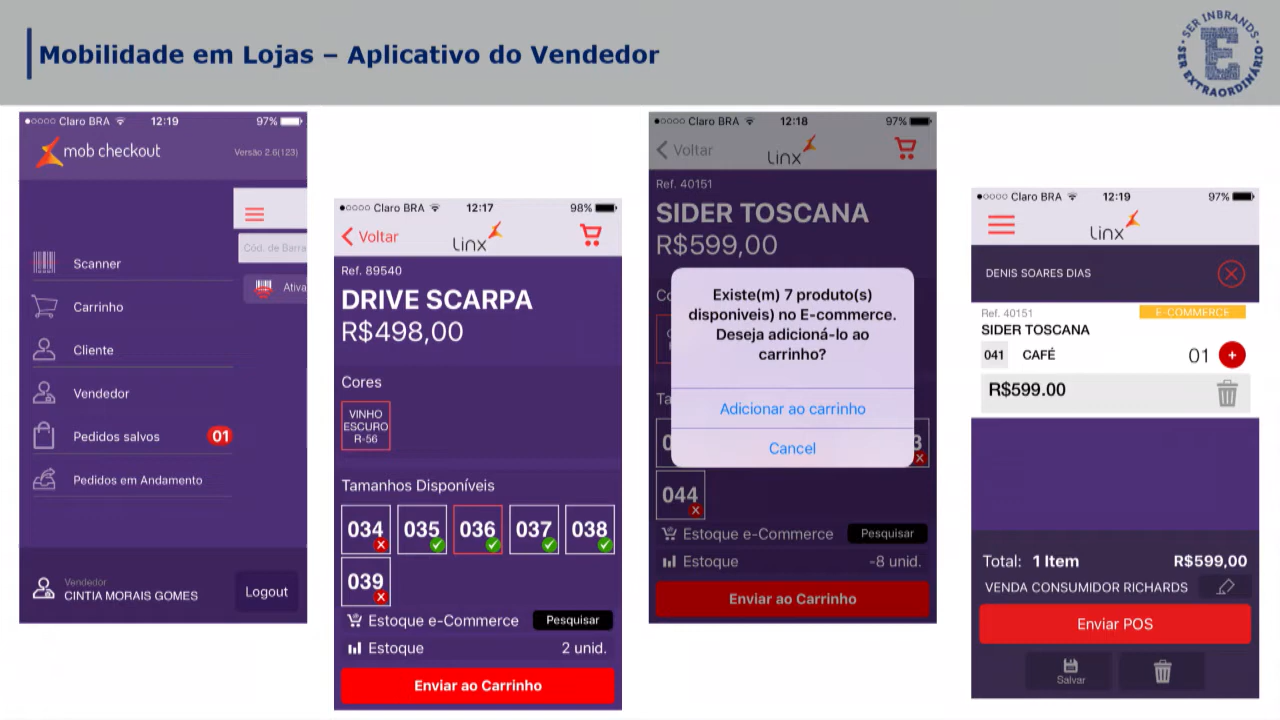 Mobilidade em Lojas – Aplicativo do Vendedor
SER INBRANDS
SER EXTRAORDINÁRIO
Claro BRA 12:19 97%
mob checkout
Versão 2.6(123)
Cód. de Barra
Scanner
Ativa
Carrinho
Cliente
Vendedor
Pedidos salvos 01
Pedidos em Andamento
Vendedor
CINTIA MORAIS GOMES
Logout
Claro BRA 12:17 98%
Voltar
Linx
Ref. 89540
DRIVE SCARPA
R$498,00
Cores
VINHO
ESCURO
R-56
Tamanhos Disponíveis
034 035 036 037 038
039
Estoque e-Commerce Pesquisar
Estoque 2 unid.
Enviar ao Carrinho
Claro BRA 12:18 97%
Voltar
Linx
Ref. 40151
SIDER TOSCANA
R$599,00
Existe(m) 7 produto(s)
disponiveis) no E-commerce.
Deseja adicioná-lo ao
carrinho?
Adicionar ao carrinho
Cancel
044
Estoque e-Commerce Pesquisar
Estoque -8 unid.
Enviar ao Carrinho
Claro BRA 12:19 97%
Linx
DENIS SOARES DIAS
Ref. 40151 E-COMMERCE
SIDER TOSCANA
041 CAFÉ 01
R$599.00
Total: 1 Item R$599,00
VENDA CONSUMIDOR RICHARDS
Enviar POS
Salvar